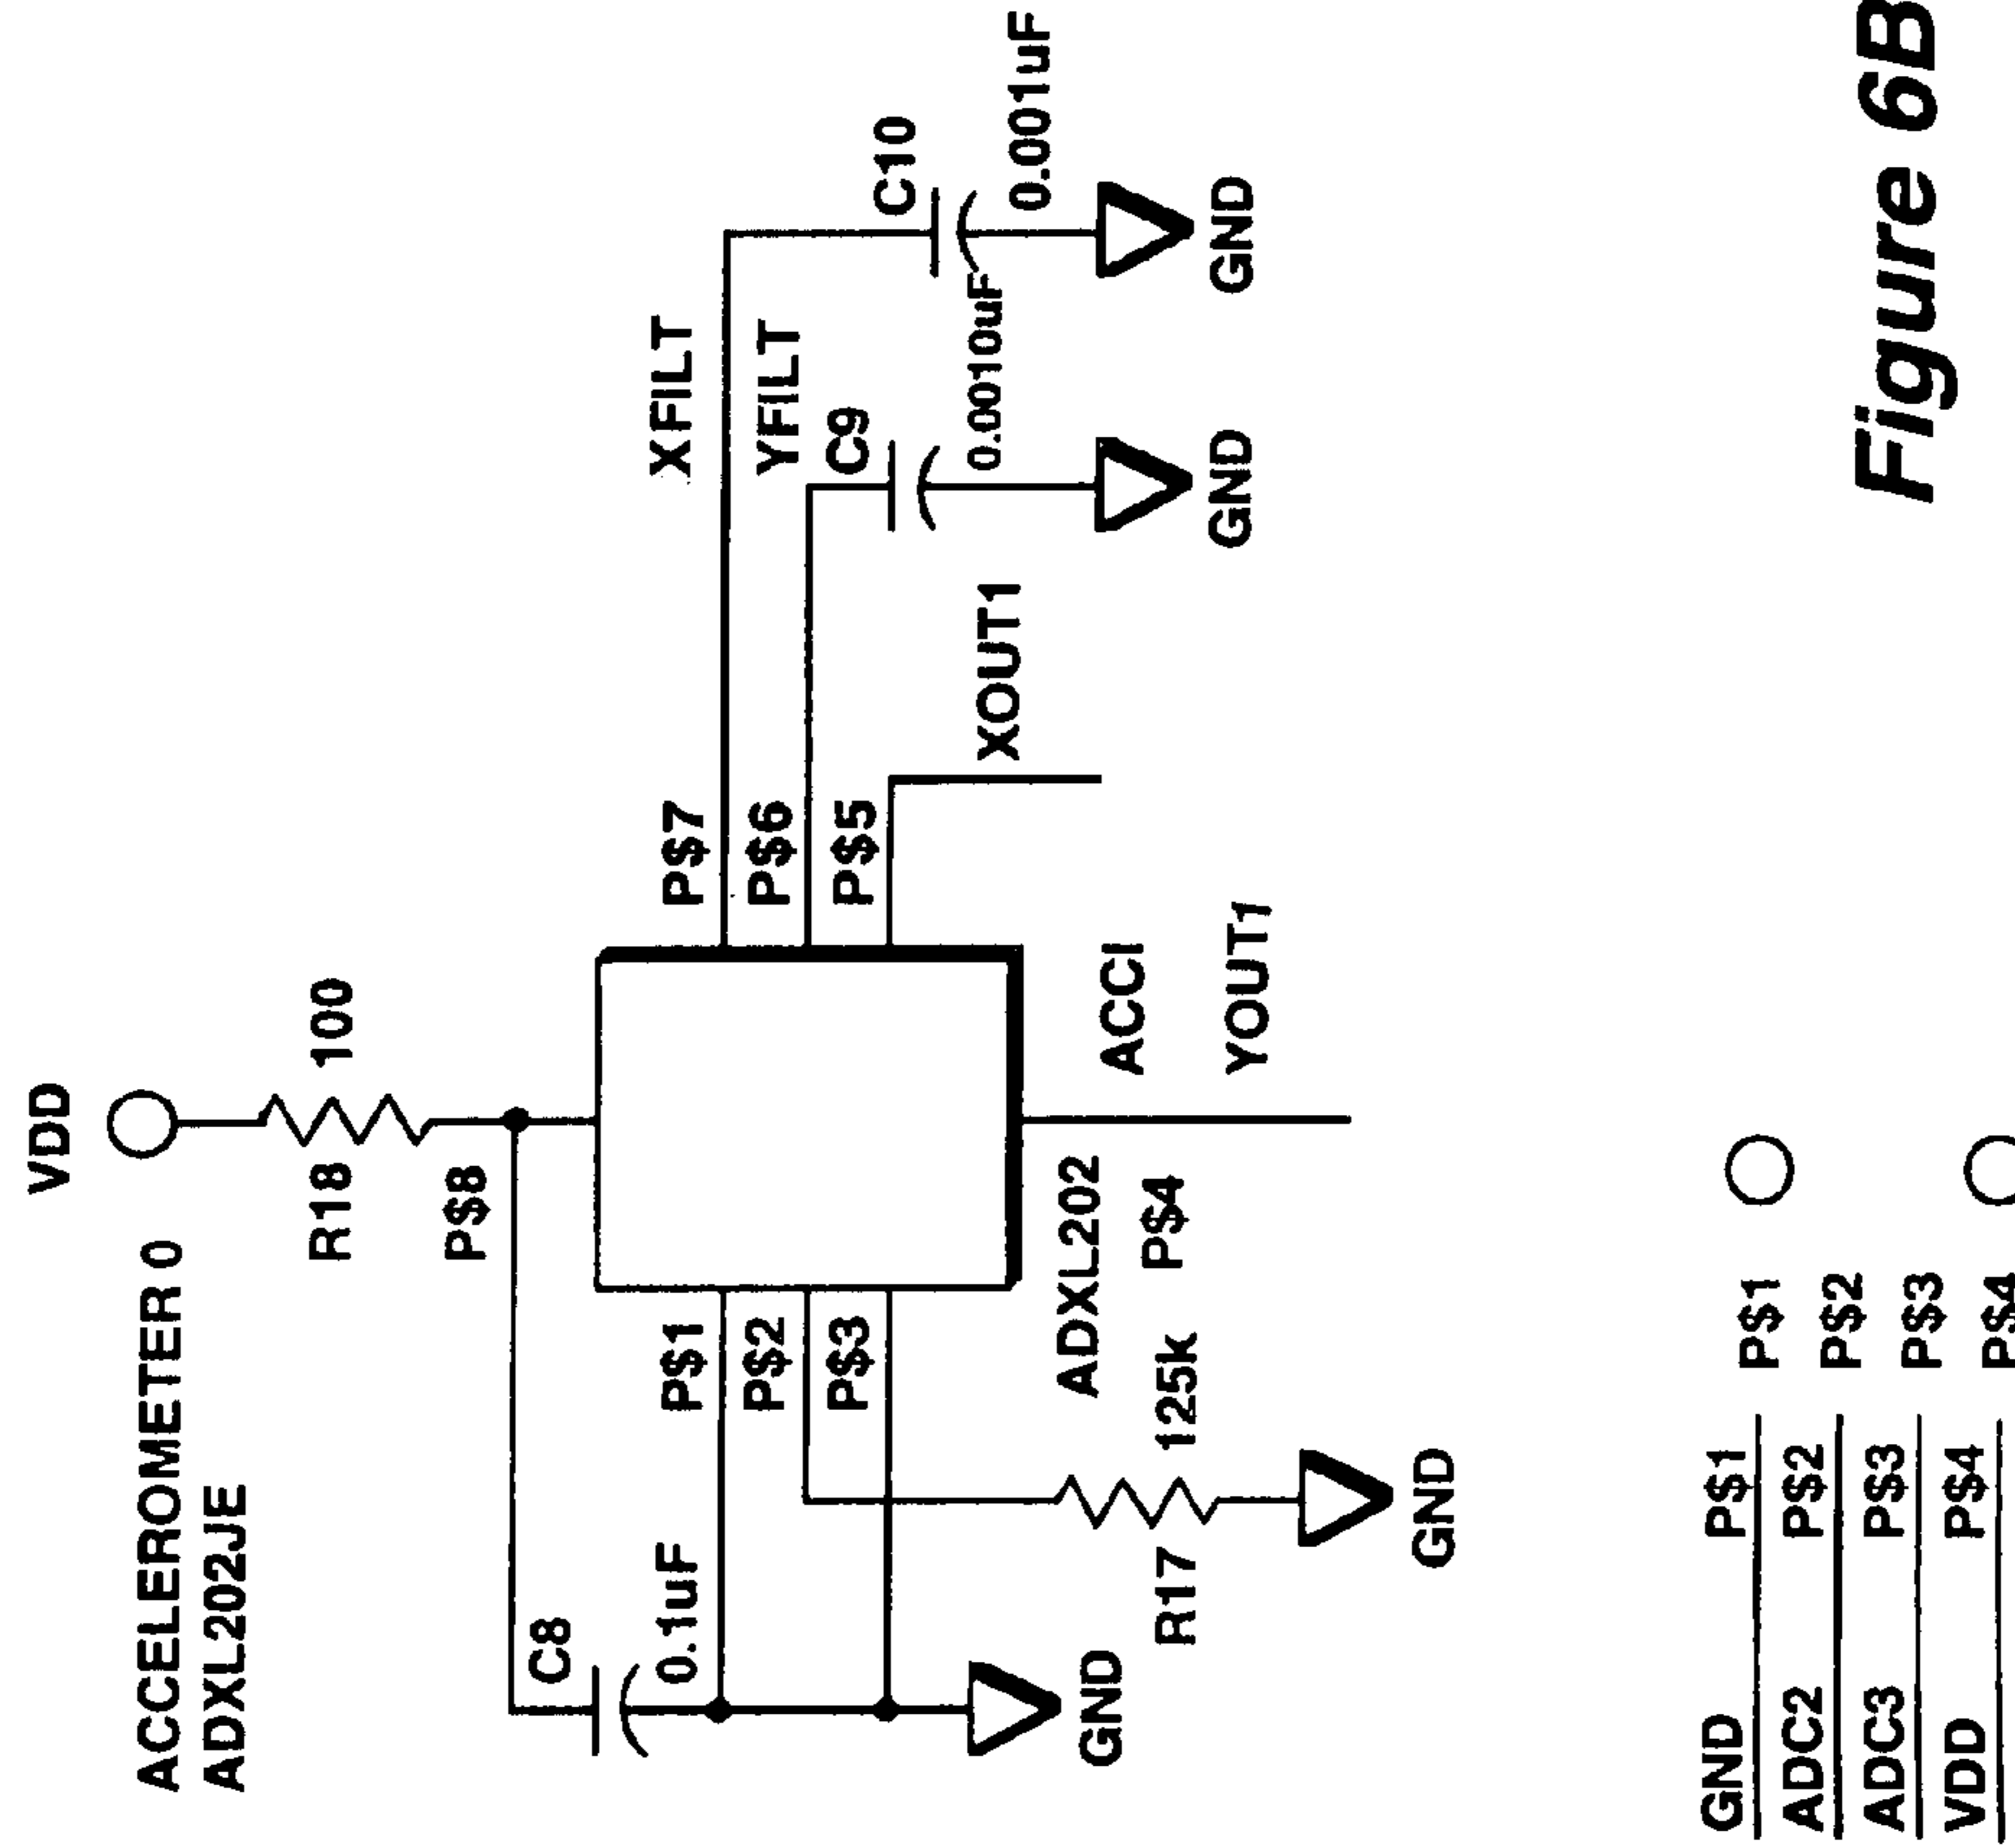 ACCELEROMETER 0
ADXL202JE
VDD
R18 100
P$8
C8
0.1uF
GND
P$1
P$2
P$3
R17 125k
GND
ADXL202
P$4
ACCI
YOUT1
P$7
P$6
P$5
XOUT1
XFILT
YFILT
C9
0.0010uF
GND
C10
0.001uF
GND
GND P$1 P$1
ADC2 P$2 P$2
ADC3 P$3 P$3
VDD P$4 P$4
Figure 6B